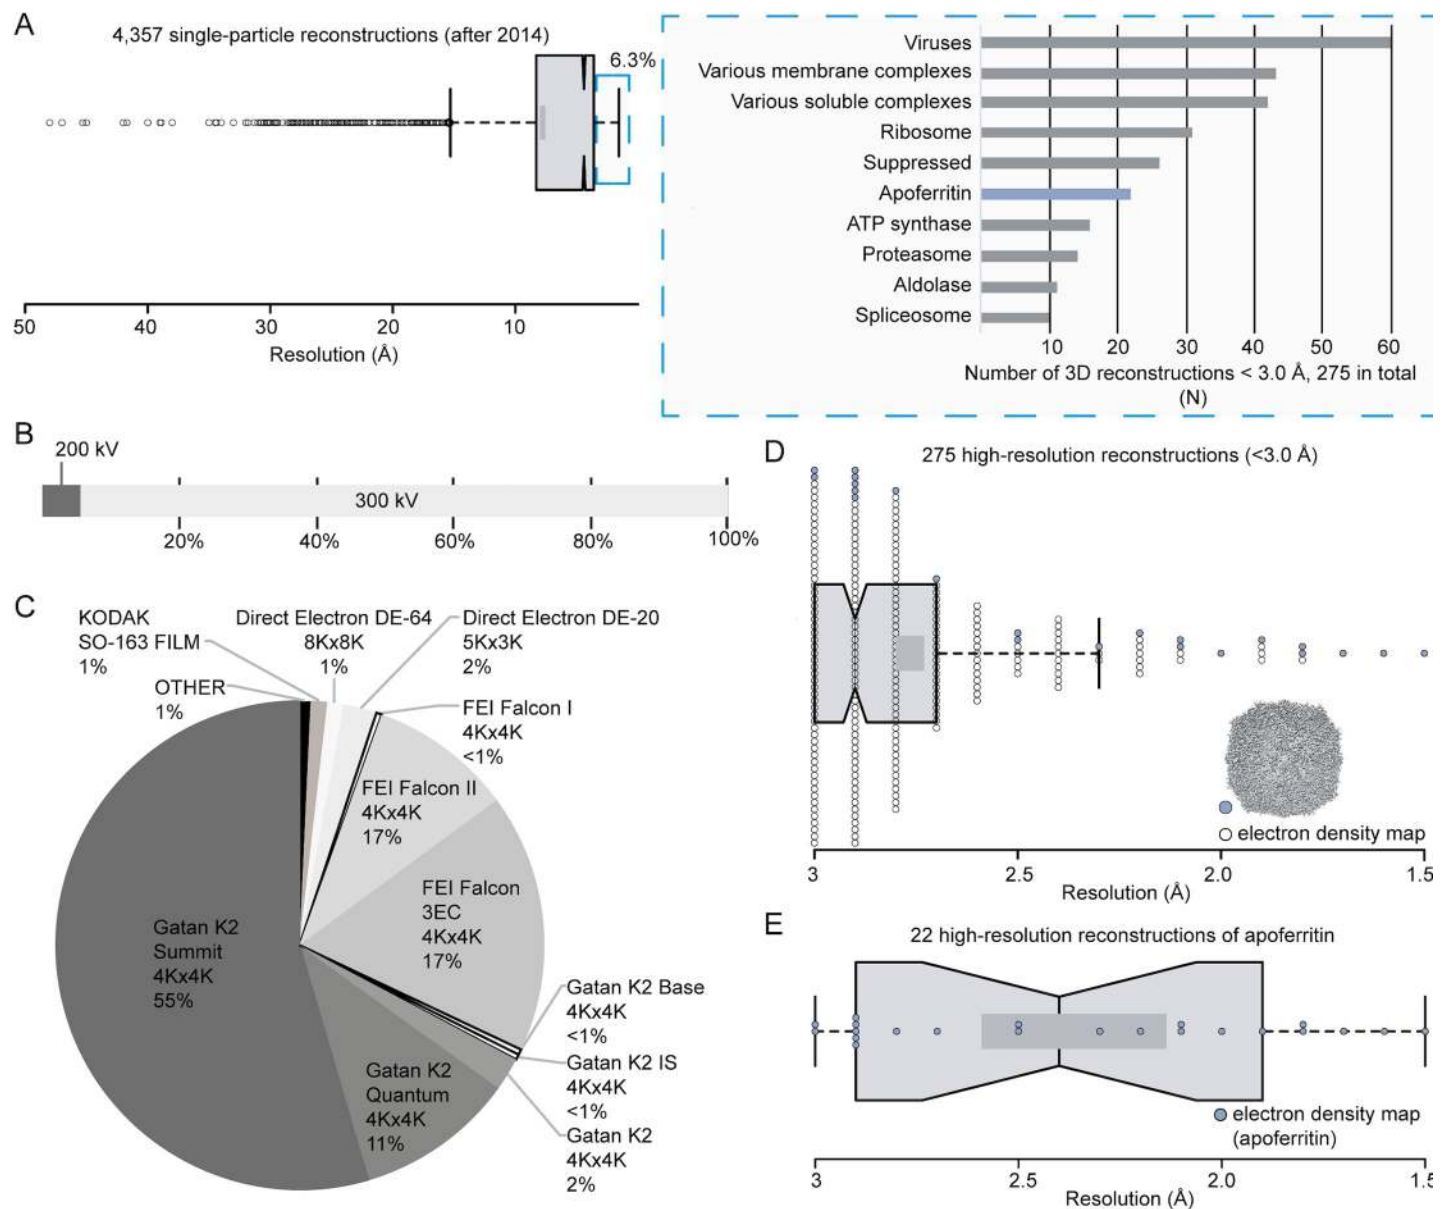 A
4,357 single-particle reconstructions (after 2014)
6.3%
50
40
30
20
10
Resolution (Å)
Viruses
Various membrane complexes
Various soluble complexes
Ribosome
Suppressed
Apoferritin
ATP synthase
Proteasome
Aldolase
Spliceosome
10
20
30
40
50
60
Number of 3D reconstructions < 3.0 Å, 275 in total
(N)
B
200 kV
300 kV
20%
40%
60%
80%
100%
C
KODAK
SO-163 FILM
1%
OTHER
1%
Direct Electron DE-64
8Kx8K
1%
Direct Electron DE-20
5Kx3K
2%
FEI Falcon I
4Kx4K
<1%
FEI Falcon II
4Kx4K
17%
FEI Falcon
3EC
4Kx4K
17%
Gatan K2 Base
4Kx4K
<1%
Gatan K2 IS
4Kx4K
<1%
Gatan K2
4Kx4K
2%
Gatan K2
Quantum
4Kx4K
11%
Gatan K2
Summit
4Kx4K
55%
D
275 high-resolution reconstructions (<3.0 Å)
electron density map
3
2.5
2.0
1.5
Resolution (Å)
E
22 high-resolution reconstructions of apoferritin
electron density map
(apoferritin)
3
2.5
2.0
1.5
Resolution (Å)